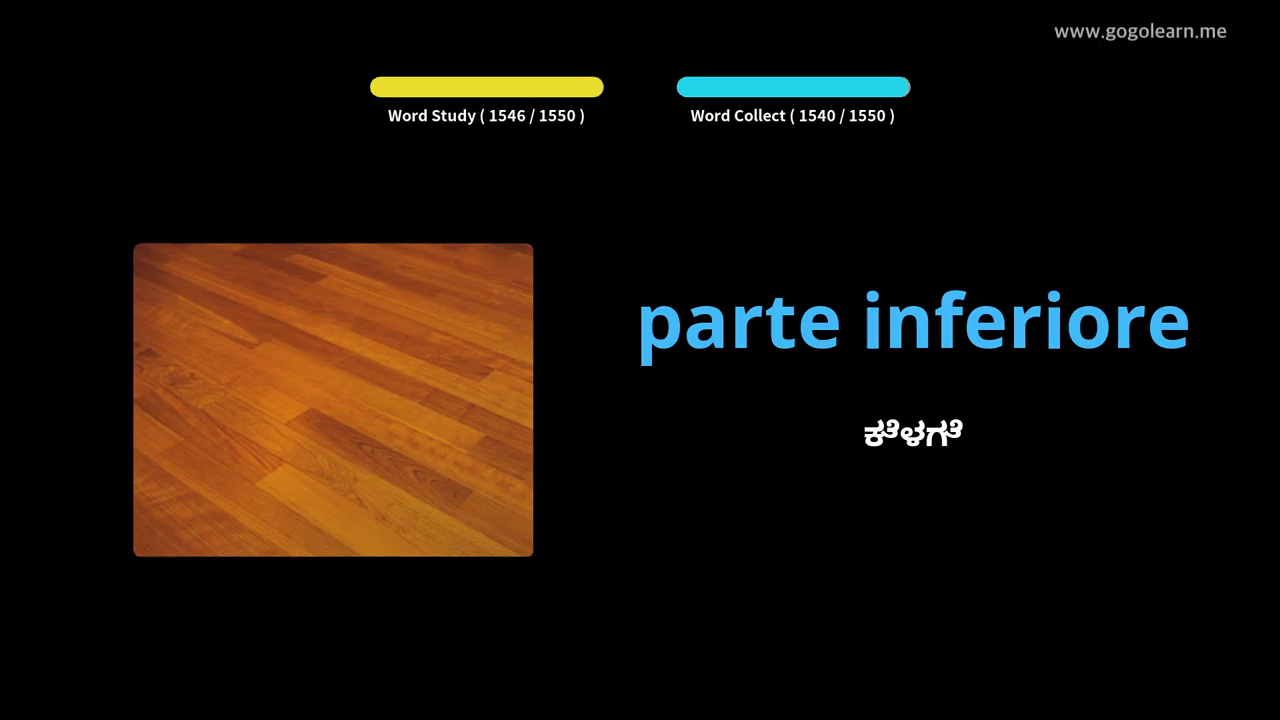 www.gogolearn.me
Word Study ( 1546 / 1550 )
Word Collect ( 1540 / 1550 )
parte inferiore
ಕೆಳಗೆ